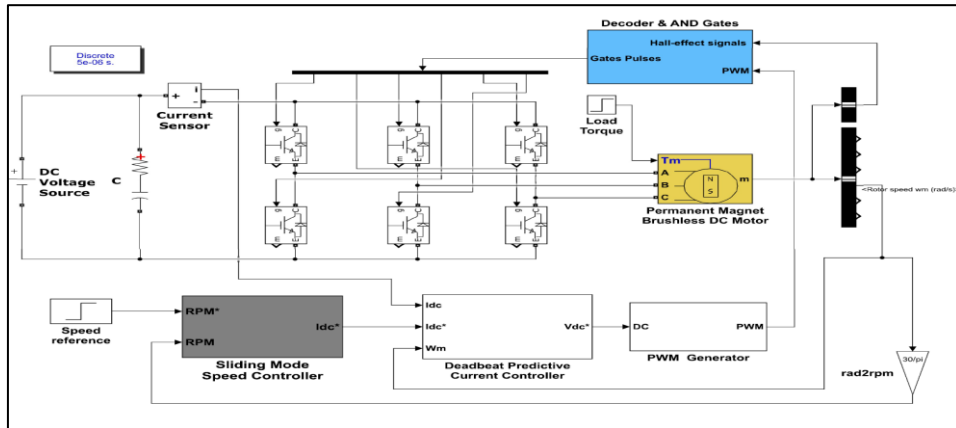 Decoder & AND Gates
Discrete
5e-06 s.
Hall-effect signals
Gates Pulses
PWM
+
i
-
Current
Sensor
Load
Torque
g
C
g
C
g
C
E
E
E
+
DC
Voltage
Source
+
C
Tm
A
B
C
N
S
m
<Rotor speed wm (rad/s)
Permanent Magnet
Brushless DC Motor
g
C
g
C
g
C
E
E
E
Speed
reference
RPM*
RPM
Idc*
Sliding Mode
Speed Controller
Idc
Idc*
Wm
Vdc*
Deadbeat Predictive
Current Controller
DC
PWM
PWM Generator
30/pi
rad2rpm